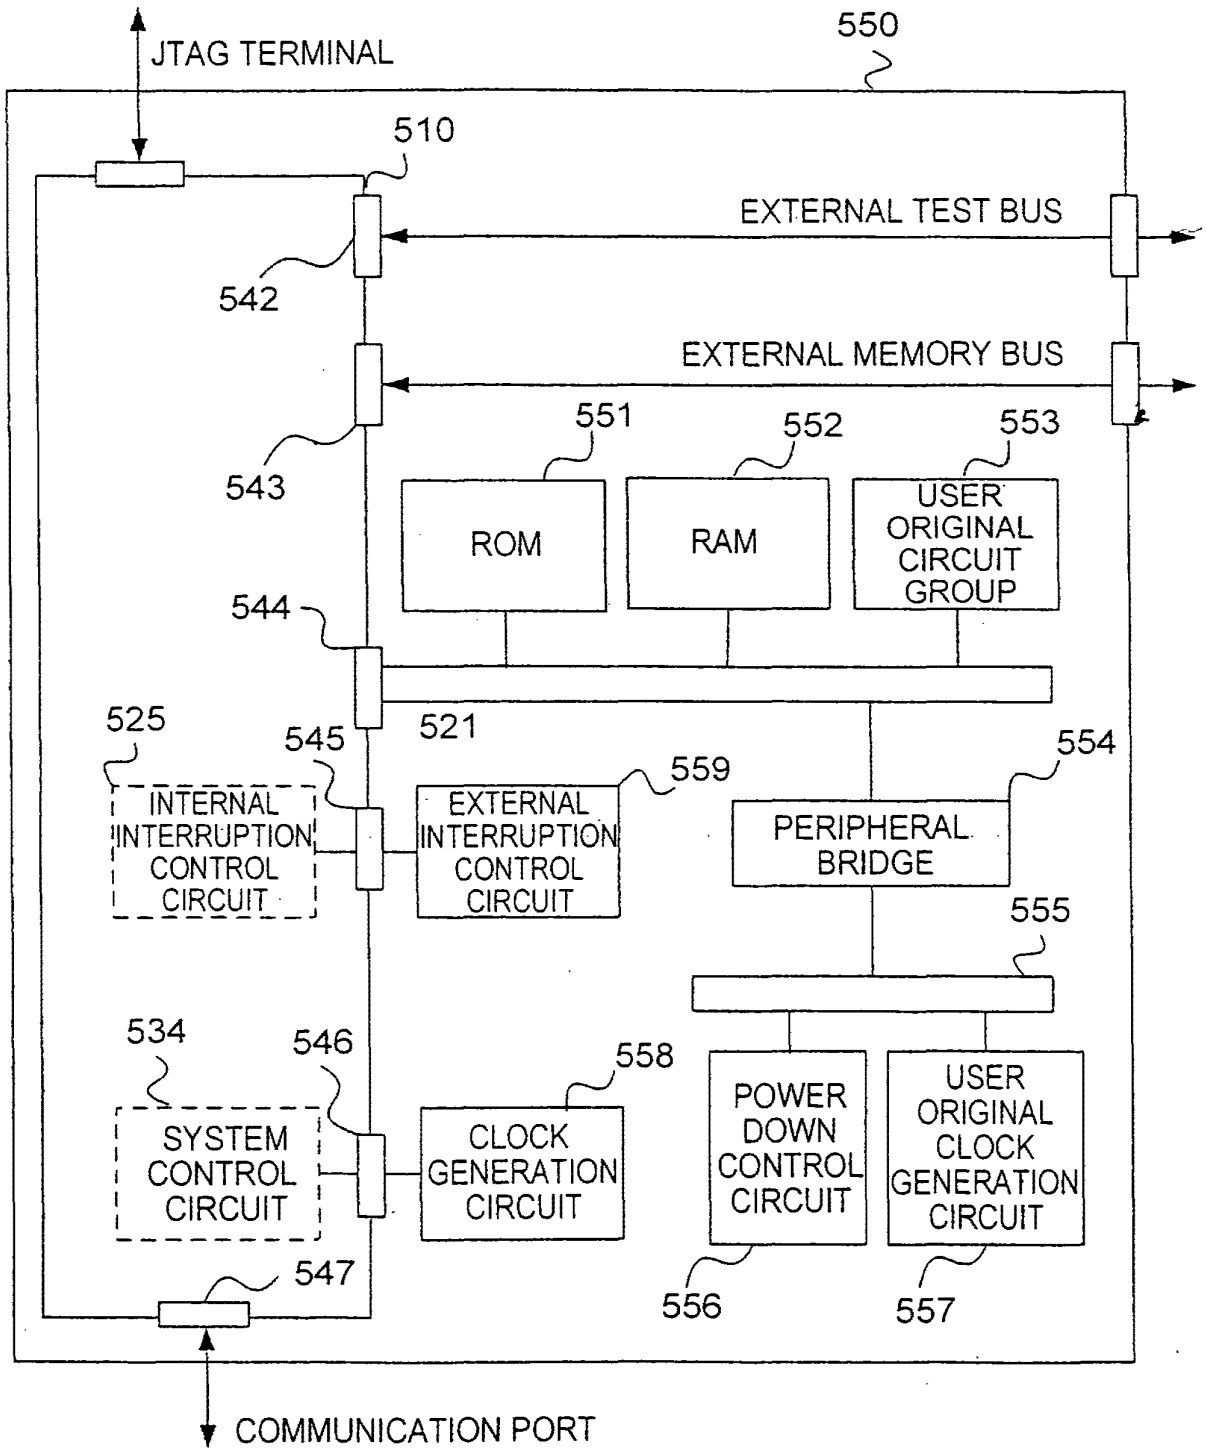 550
JTAG TERMINAL
510
EXTERNAL TEST BUS
542
EXTERNAL MEMORY BUS
551
552
553
543
ROM
RAM
USER
ORIGINAL
CIRCUIT
GROUP
544
521
525
545
559
554
INTERNAL
INTERRUPTION
CONTROL
CIRCUIT
EXTERNAL
INTERRUPTION
CONTROL
CIRCUIT
PERIPHERAL
BRIDGE
555
534
546
558
SYSTEM
CONTROL
CIRCUIT
CLOCK
GENERATION
CIRCUIT
POWER
DOWN
CONTROL
CIRCUIT
USER
ORIGINAL
CLOCK
GENERATION
CIRCUIT
547
556
557
COMMUNICATION PORT